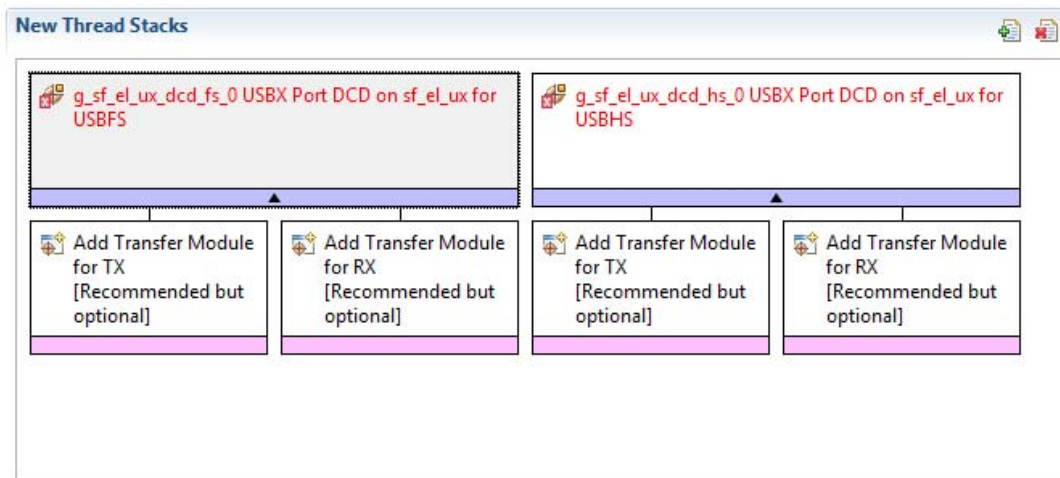 New Thread Stacks
g_sf_el_ux_dcd_fs_0 USBX Port DCD on sf_el_ux for
USBFS
g_sf_el_ux_dcd_hs_0 USBX Port DCD on sf_el_ux for
USBHS
Add Transfer Module
for TX
[Recommended but
optional]
Add Transfer Module
for RX
[Recommended but
optional]
Add Transfer Module
for TX
[Recommended but
optional]
Add Transfer Module
for RX
[Recommended but
optional]